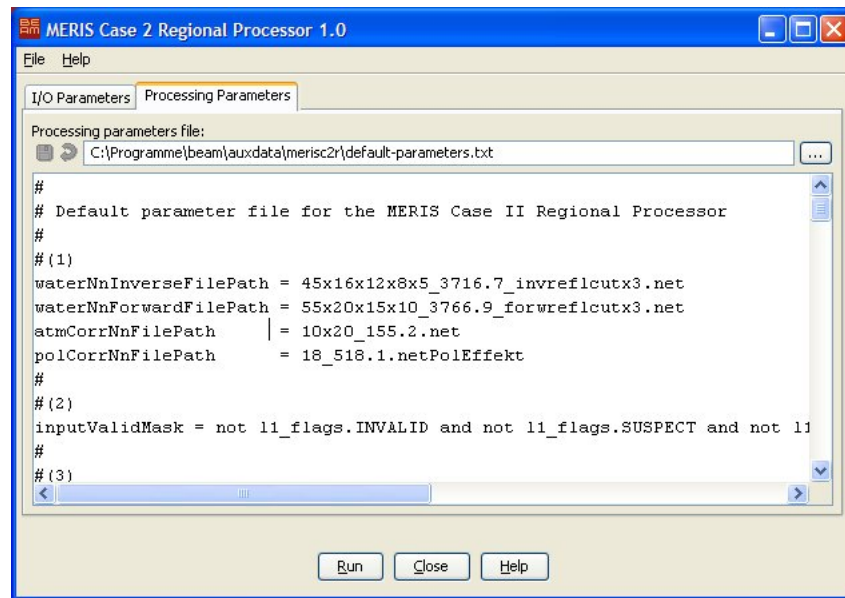 BEAM MERIS Case 2 Regional Processor 1.0
File Help
I/O Parameters Processing Parameters
Processing parameters file:
C:\Programme\beam\auxdata\merisc2r\default-parameters.txt ...
#
# Default parameter file for the MERIS Case II Regional Processor
#
#(1)
waterNnInverseFilePath = 45x16x12x8x5_3716.7_invreflcutx3.net
waterNnForwardFilePath = 55x20x15x10_3766.9_forwreflcutx3.net
atmCorrNnFilePath = 10x20_155.2.net
polCorrNnFilePath = 18_518.1.netPolEffekt
#
#(2)
inputValidMask = not l1_flags.INVALID and not l1_flags.SUSPECT and not l1
#
#(3)
Run Close Help